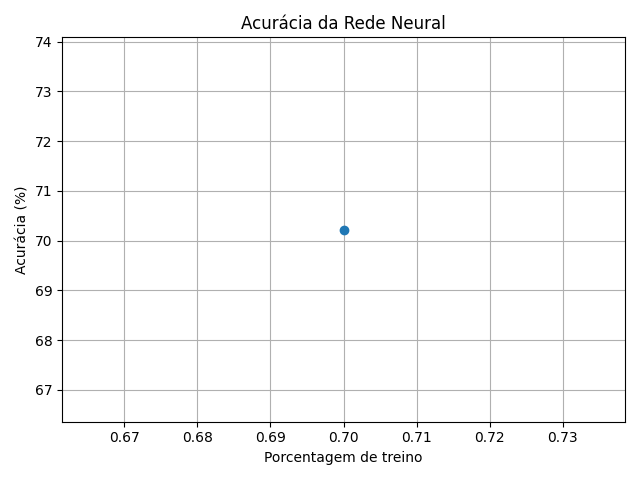 Acurácia da Rede Neural
74
73
72
71
70
69
68
67
Acurácia (%)
0.67 0.68 0.69 0.70 0.71 0.72 0.73
Porcentagem de treino